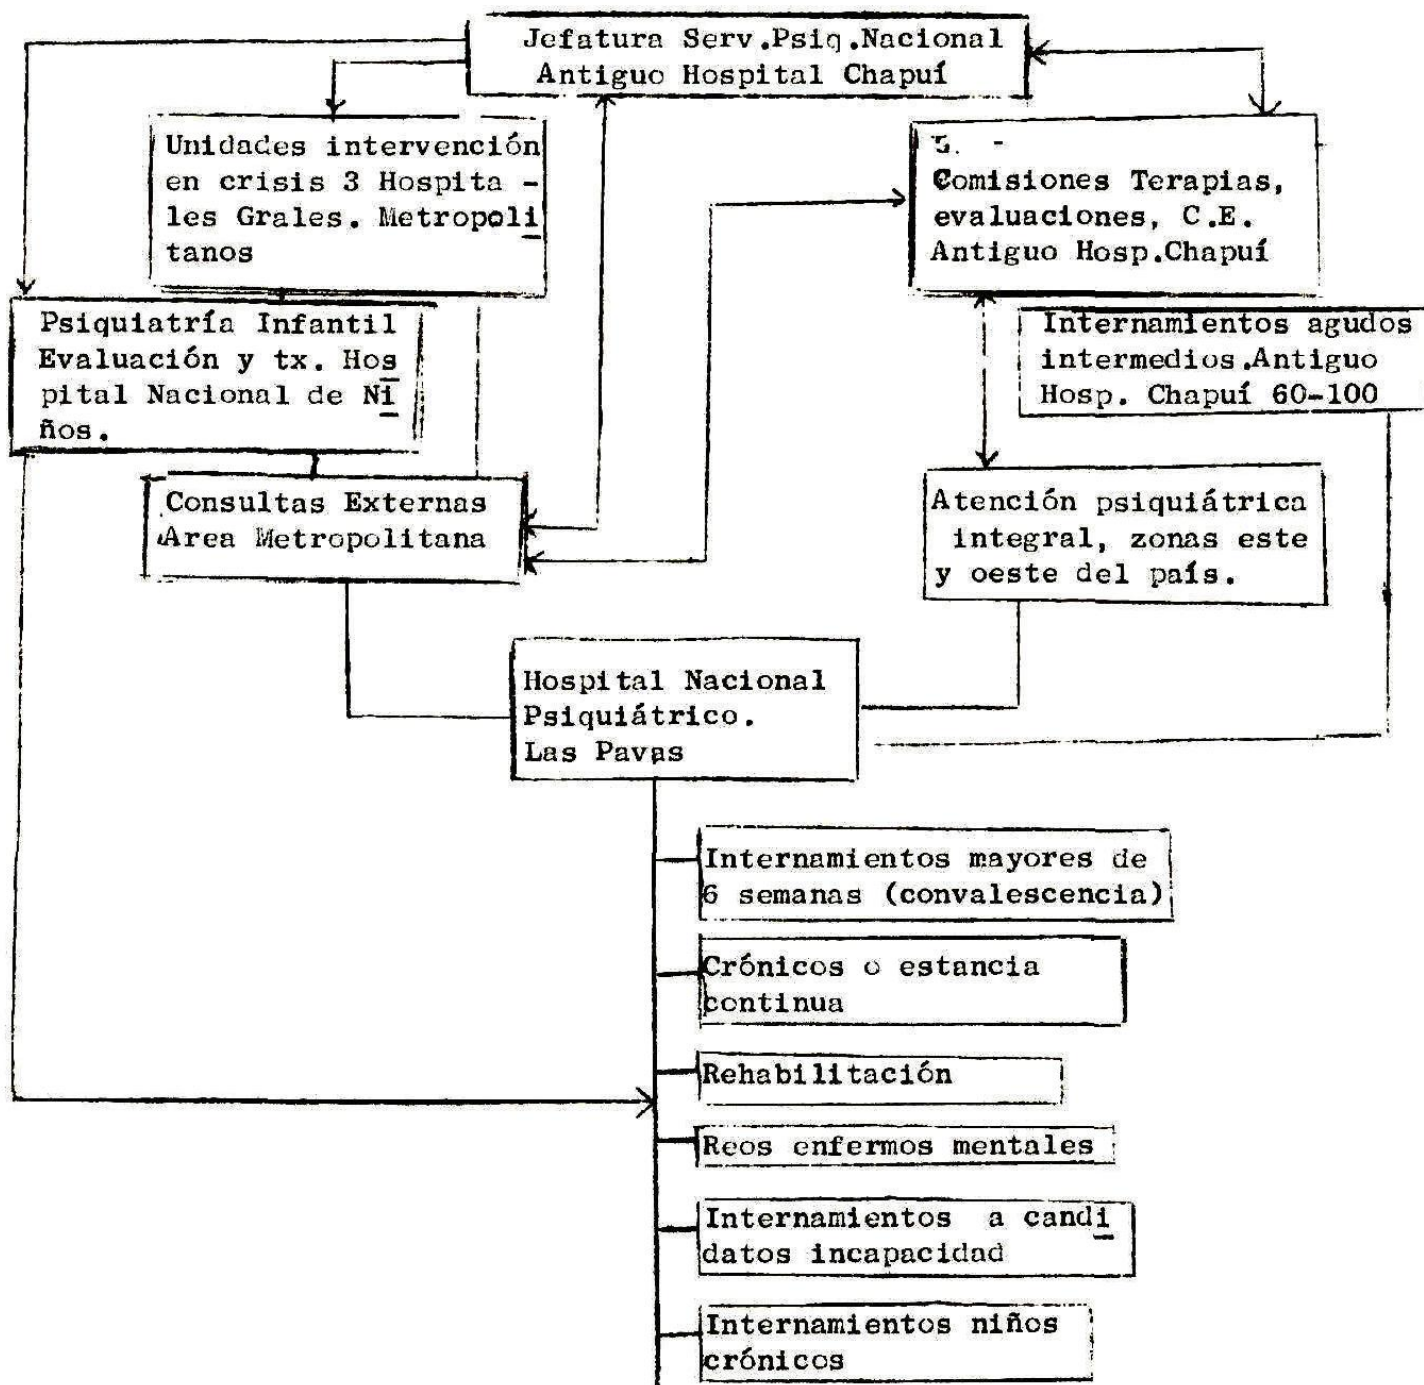 Jefatura Serv.Psiq.Nacional
Antiguo Hospital Chapuí
Unidades intervención
en crisis 3 Hospita -
les Grales. Metropoli
tanos
5. -
Comisiones Terapias,
evaluaciones, C.E.
Antiguo Hosp.Chapuí
Psiquiatría Infantil
Evaluación y tx. Hos
pital Nacional de Ni
ños.
Internamientos agudos
intermedios.Antiguo
Hosp. Chapuí 60-100
Consultas Externas
Area Metropolitana
Atención psiquiátrica
integral, zonas este
y oeste del país.
Hospital Nacional
Psiquiátrico.
Las Pavas
Internamientos mayores de
6 semanas (convalescencia)
Crónicos o estancia
continua
Rehabilitación
Reos enfermos mentales
Internamientos a candi
datos incapacidad
Internamientos niños
crónicos